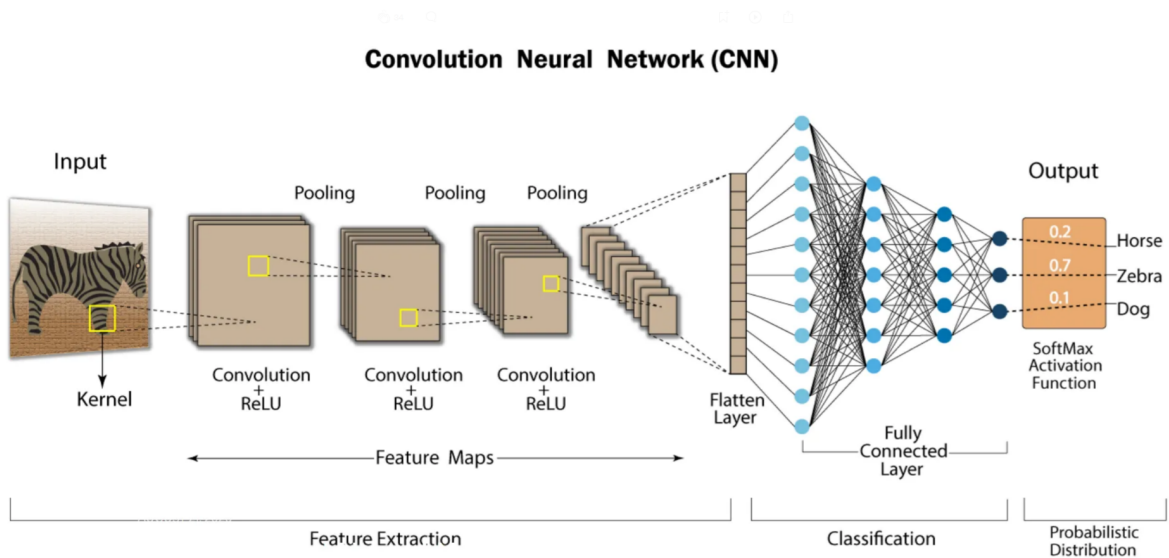 Convolution Neural Network (CNN)
Input
Pooling
Pooling
Pooling
Output
0.2
Horse
0.7
Zebra
0.1
Dog
Kernel
Convolution
+
ReLU
Convolution
+
ReLU
Convolution
+
ReLU
Flatten
Layer
SoftMax
Activation
Function
Fully
Connected
Layer
Feature Maps
Feature Extraction
Classification
Probabilistic
Distribution